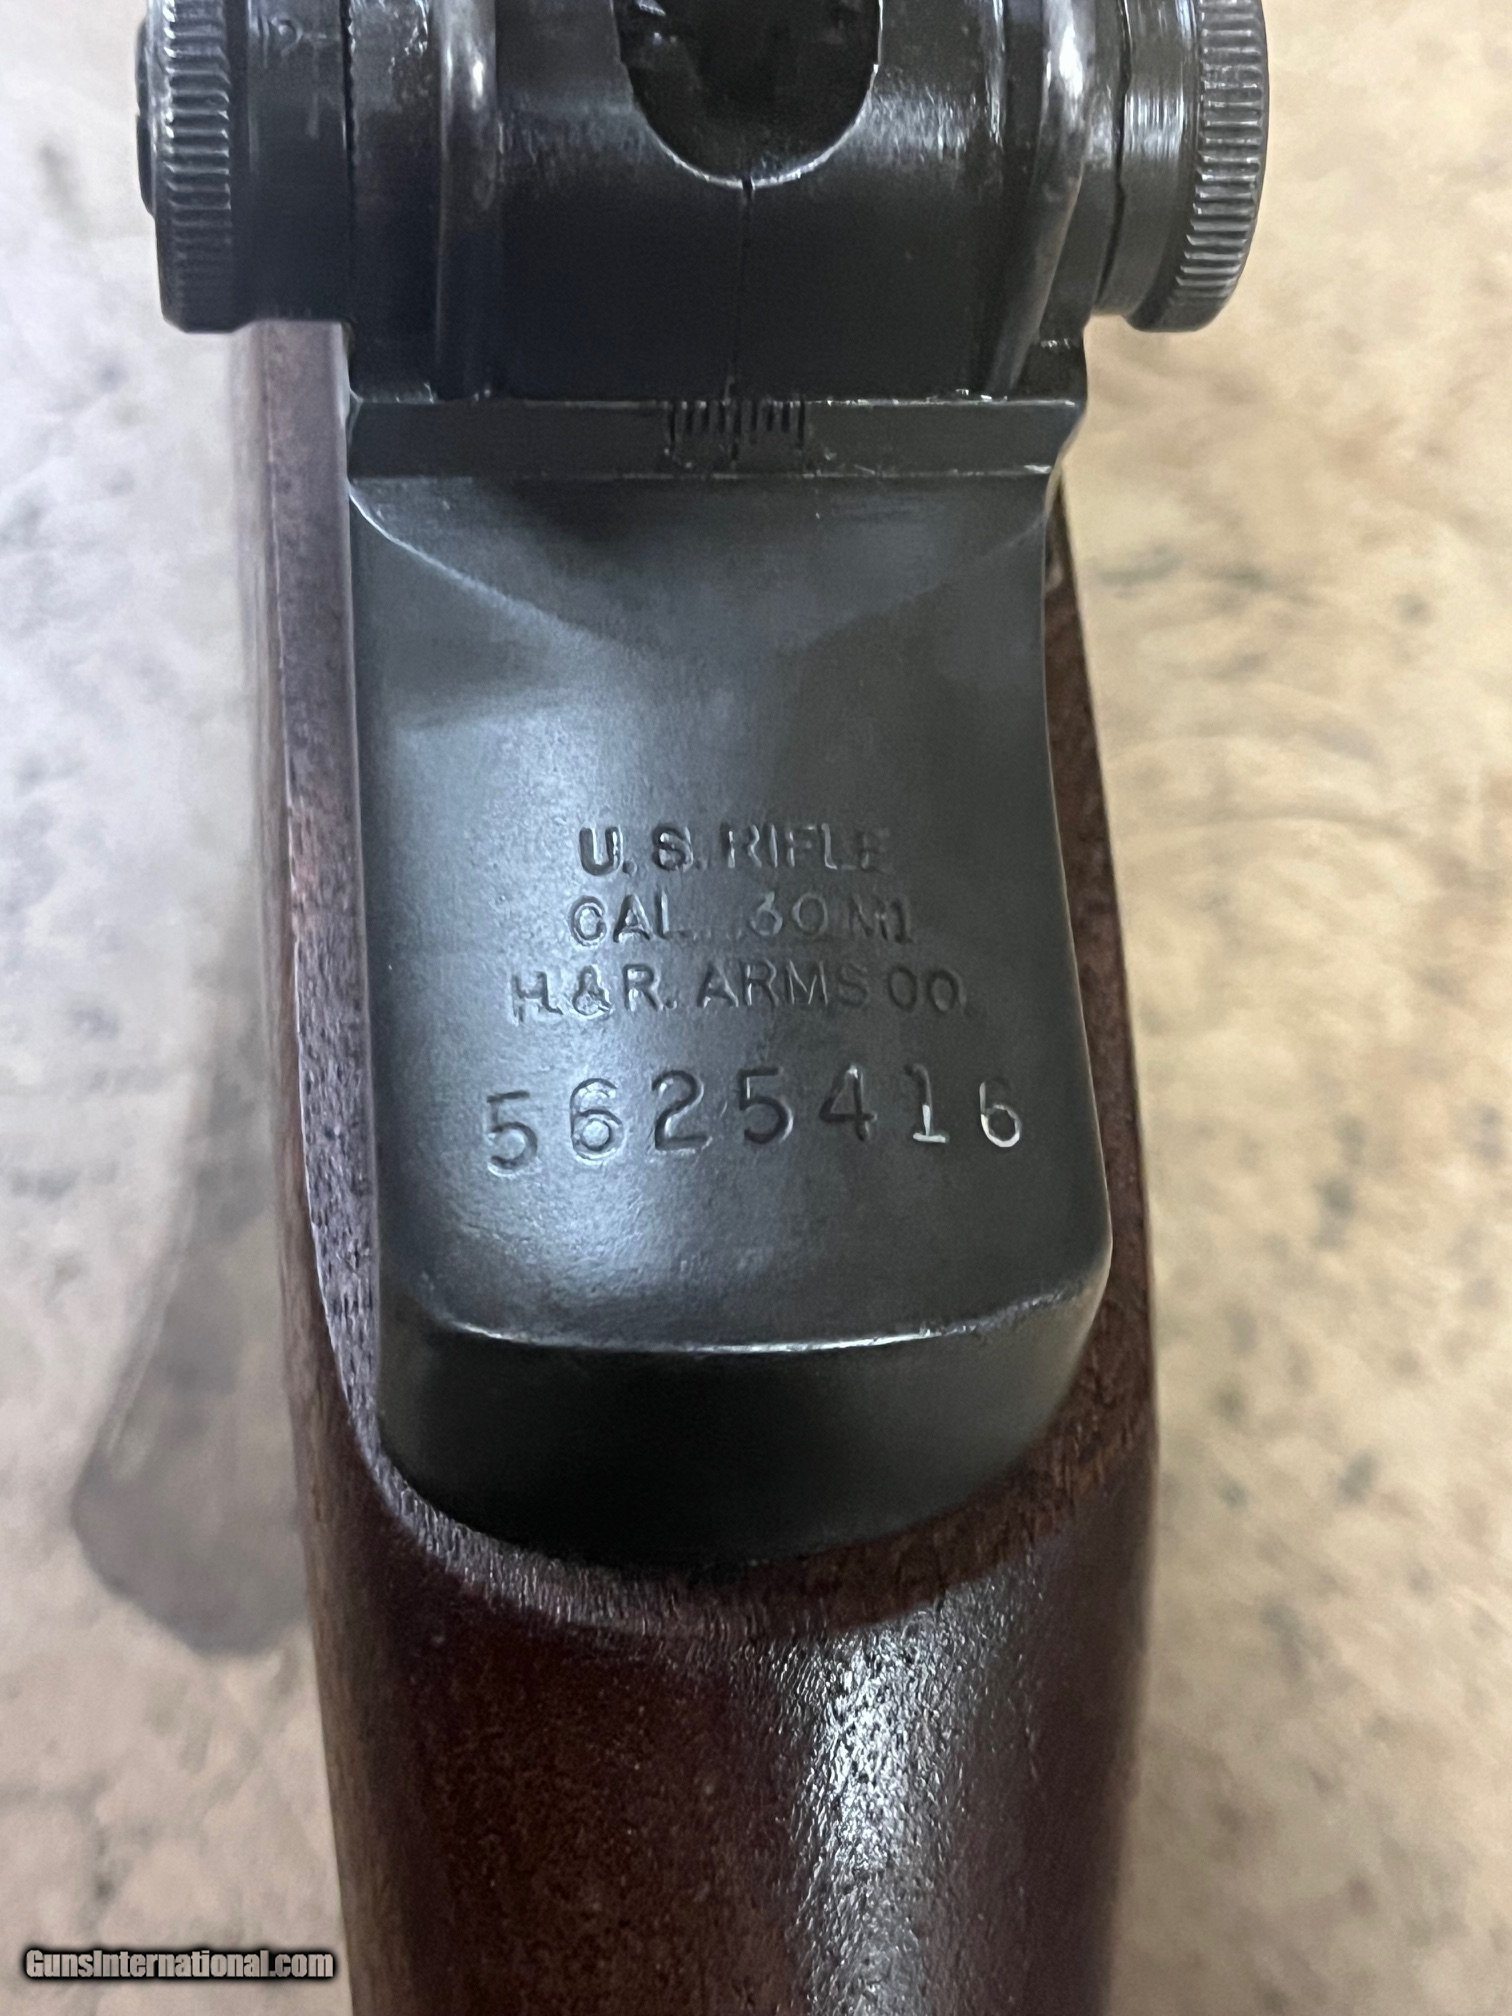 U. S. RIFLE
CAL. .30 M1
H. & R. ARMS CO.
5625416
GunsInternational.com